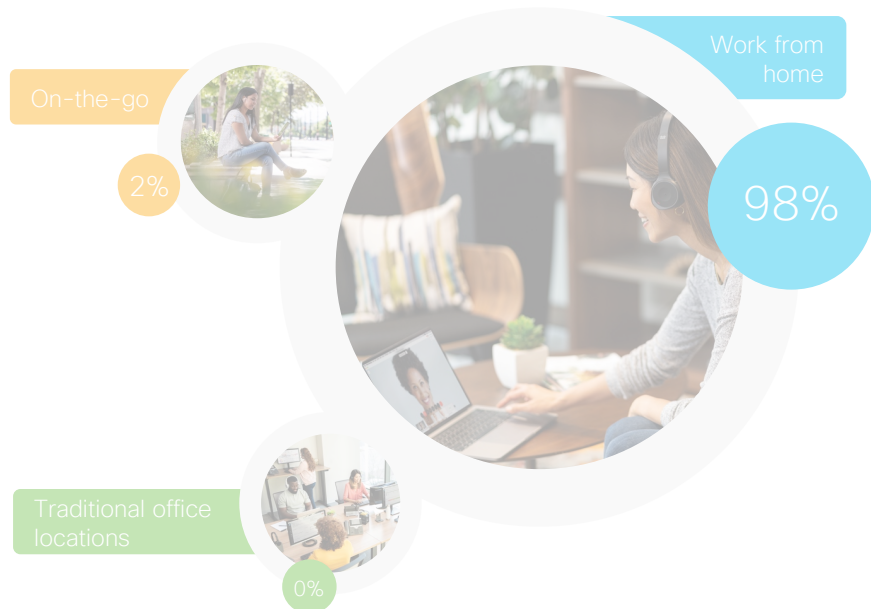 Work from
home
98%
On-the-go
2%
Traditional office
locations
0%